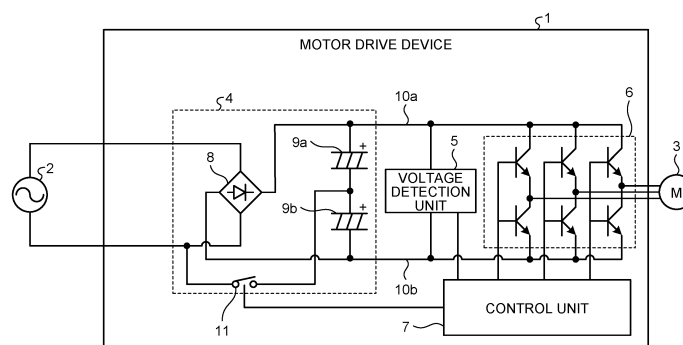 1
MOTOR DRIVE DEVICE
4
10a
6
9a
+
5
3
2
8
VOLTAGE
DETECTION
UNIT
M
9b
+
10b
11
CONTROL UNIT
7